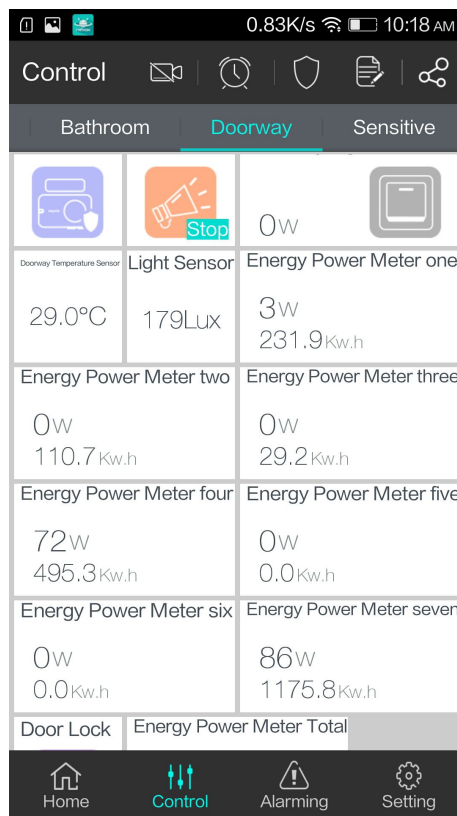 0.83K/s 10:18 AM
Control
Bathroom Doorway Sensitive
Stop
0W
Doorway Temperature Sensor Light Sensor Energy Power Meter one
29.0°C 179Lux 3W
231.9Kw.h
Energy Power Meter two Energy Power Meter three
0W 0W
110.7Kw.h 29.2Kw.h
Energy Power Meter four Energy Power Meter five
72W 0W
495.3Kw.h 0.0Kw.h
Energy Power Meter six Energy Power Meter seven
0W 86W
0.0Kw.h 1175.8Kw.h
Door Lock Energy Power Meter Total
Home Control Alarming Setting